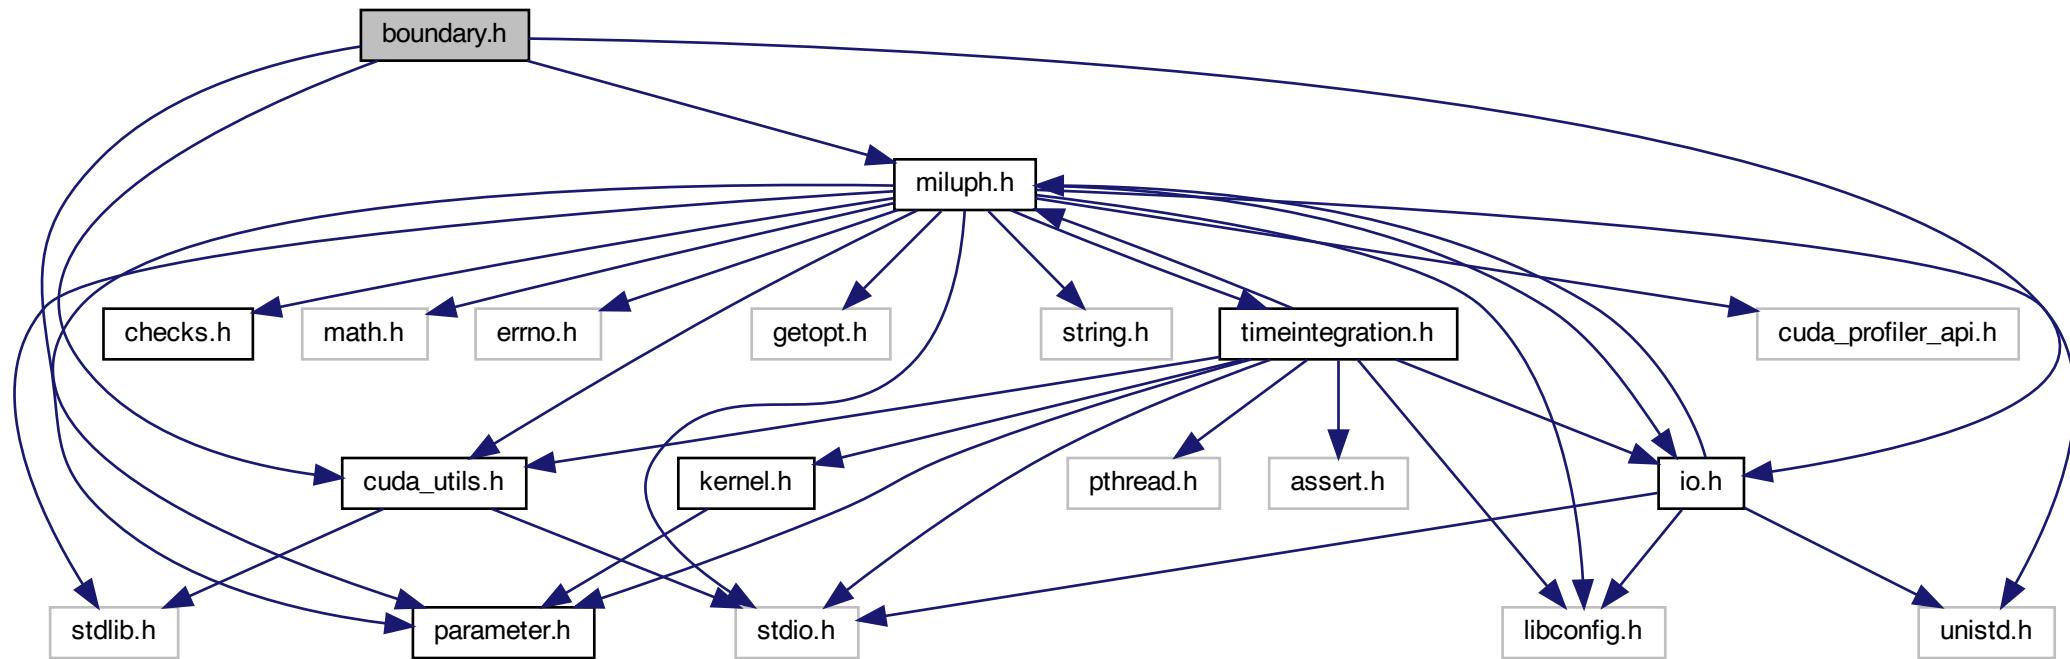 boundary.h
miluph.h
checks.h
math.h
errno.h
getopt.h
string.h
timeintegration.h
cuda_profiler_api.h
cuda_utils.h
kernel.h
pthread.h
assert.h
io.h
stdlib.h
parameter.h
stdio.h
libconfig.h
unistd.h